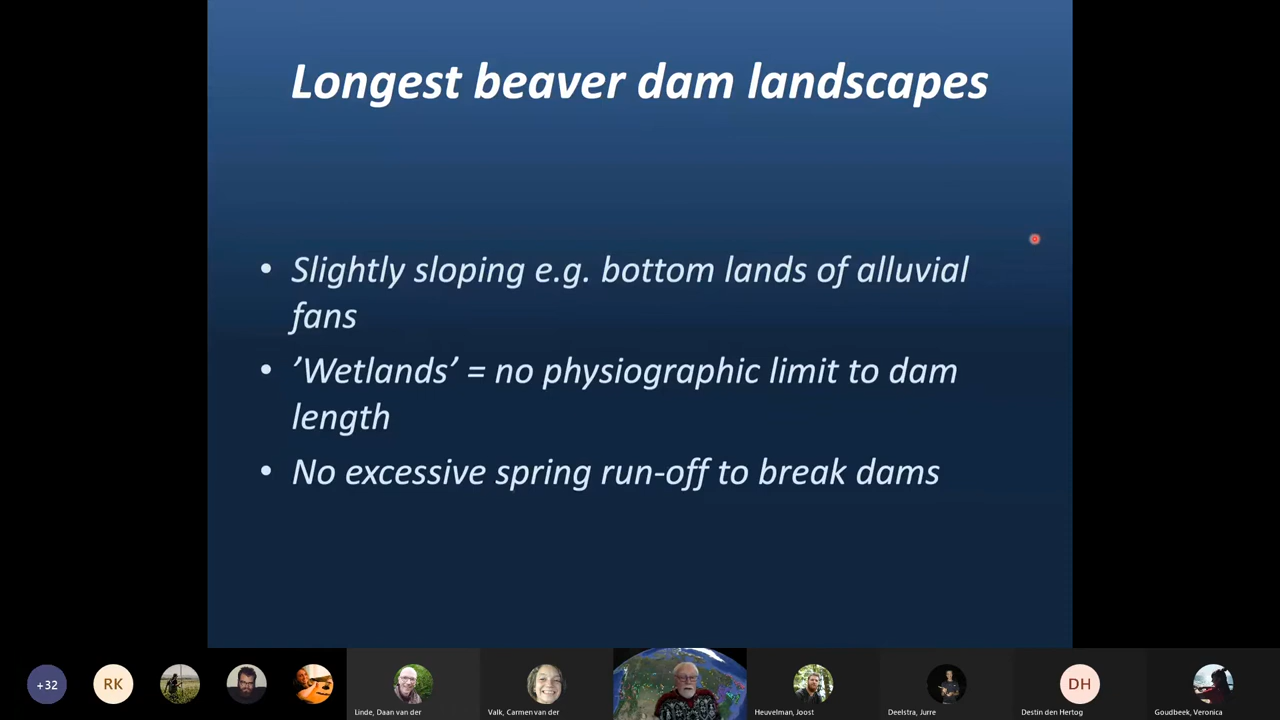 Longest beaver dam landscapes
• Slightly sloping e.g. bottom lands of alluvial
fans
• ’Wetlands’ = no physiographic limit to dam
length
• No excessive spring run-off to break dams
+32
RK
DH
Linde, Daan van der
Valk, Carmen van der
Heuvelman, Joost
Deelstra, Jurre
Destin den Hertog
Goudbeek, Veronica